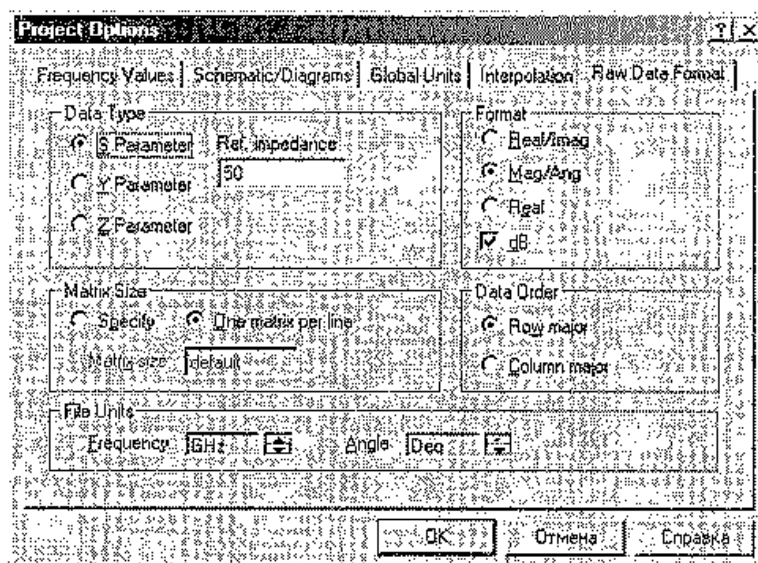 Project Options
Frequency Values Schematic/Diagrams Global Units Interpolation Raw Data Format
Data Type
S Parameter
Ref. impedance
50
Y Parameter
Z Parameter
Format
Real/Imag
Mag/Ang
Real
dB
Matrix Size
Specify One matrix per line
Matrix size default
Data Order
Row major
Column major
File Units
Frequency GHz Angle Deg
OK Отмена Справка